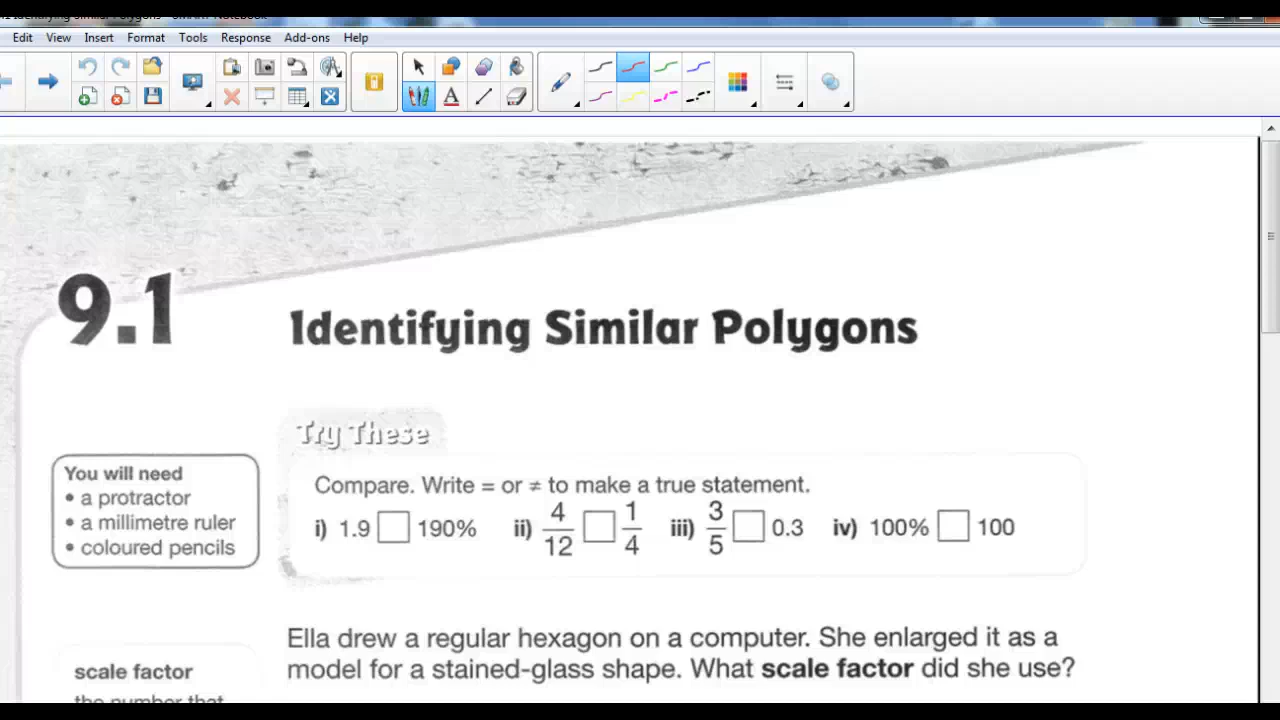 Edit View Insert Format Tools Response Add-ons Help
9.1 Identifying Similar Polygons
Try These
Compare. Write = or ≠ to make a true statement.
i) 1.9 □ 190% ii) 4/12 □ 1/4 iii) 3/5 □ 0.3 iv) 100% □ 100
You will need
• a protractor
• a millimetre ruler
• coloured pencils
Ella drew a regular hexagon on a computer. She enlarged it as a
model for a stained-glass shape. What scale factor did she use?
scale factor
the number that